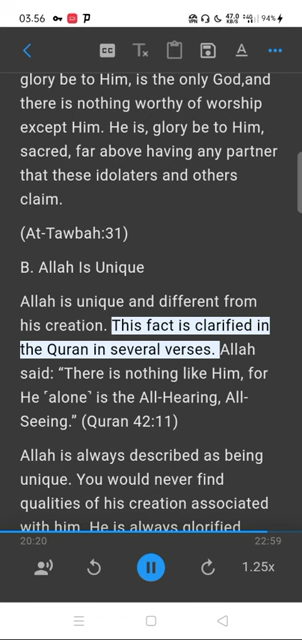 03.56
47.0 KB/S
94%
CC
glory be to Him, is the only God,and
there is nothing worthy of worship
except Him. He is, glory be to Him,
sacred, far above having any partner
that these idolaters and others
claim.
(At-Tawbah:31)
B. Allah Is Unique
Allah is unique and different from
his creation. This fact is clarified in
the Quran in several verses. Allah
said: “There is nothing like Him, for
He ˹alone˺ is the All-Hearing, All-
Seeing.” (Quran 42:11)
Allah is always described as being
unique. You would never find
qualities of his creation associated
with him. He is always glorified
20:20
22:59
1.25x